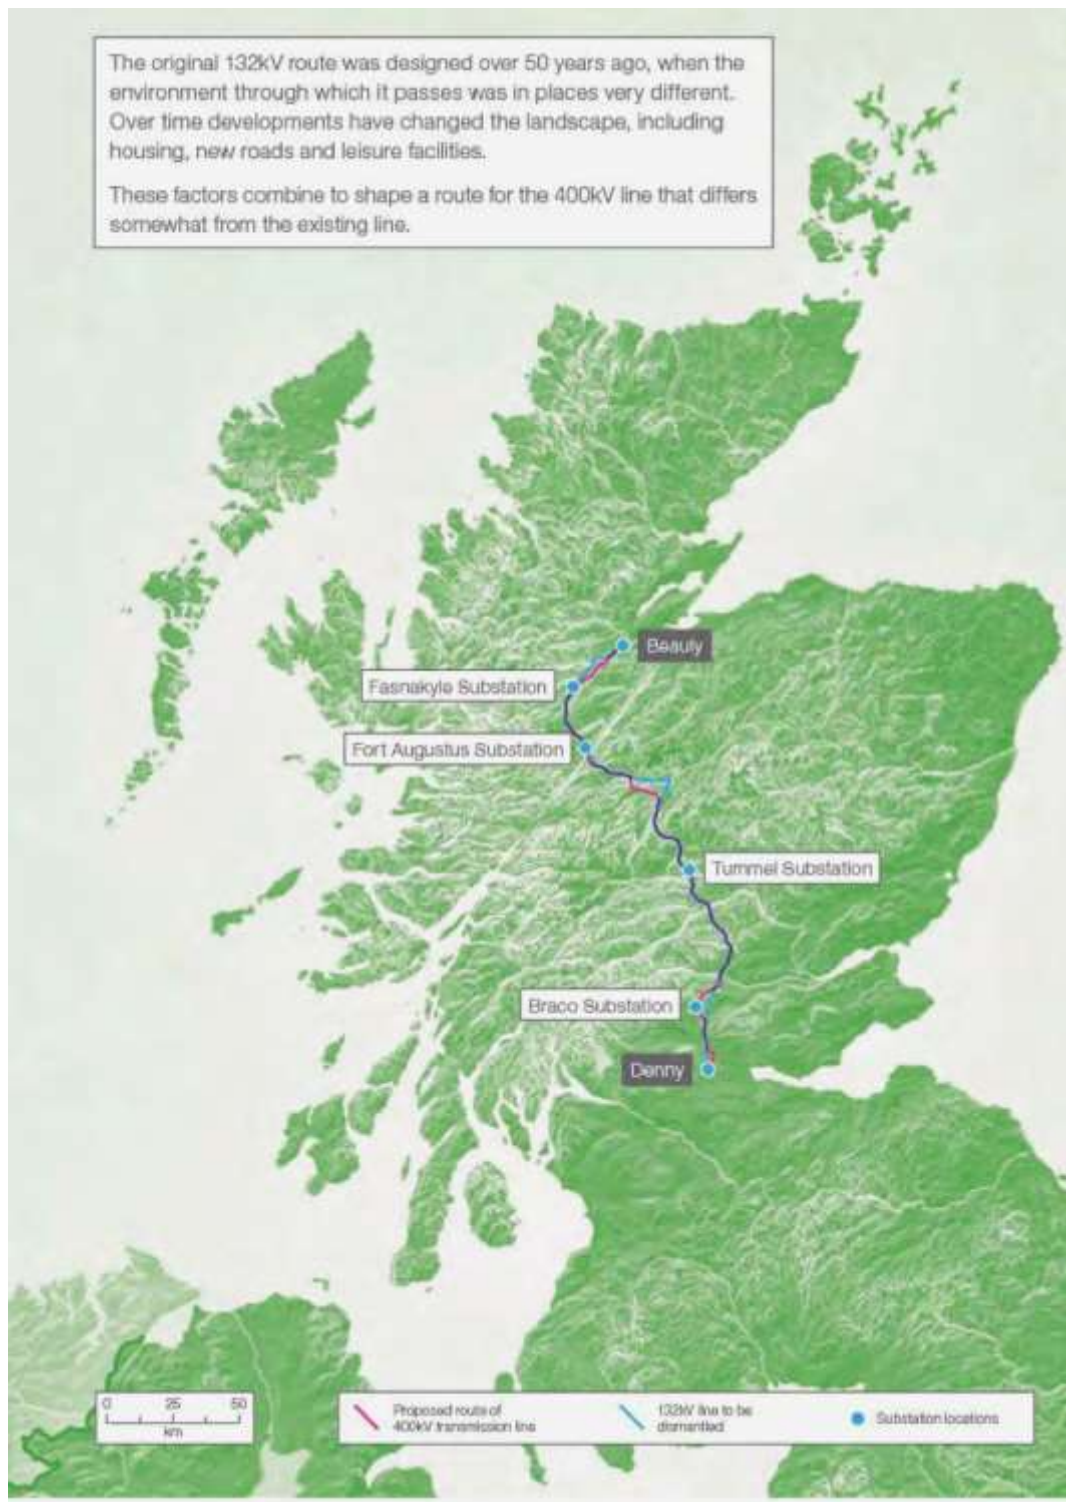 The original 132kV route was designed over 50 years ago, when the
environment through which it passes was in places very different.
Over time developments have changed the landscape, including
housing, new roads and leisure facilities.
These factors combine to shape a route for the 400kV line that differs
somewhat from the existing line.
Beauly
Fasnakyle Substation
Fort Augustus Substation
Tummel Substation
Braco Substation
Denny
0 25 50
km
Proposed route of
400kV transmission line
132kV line to be
dismantled
Substation locations